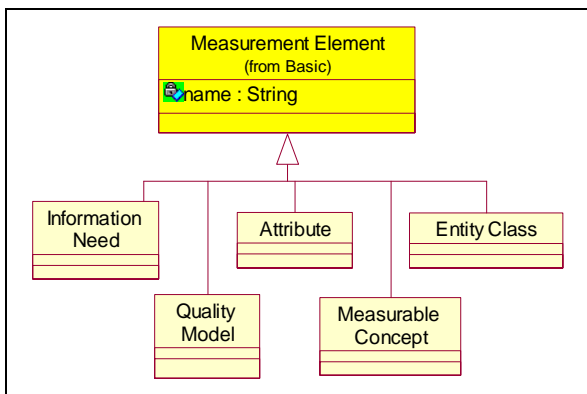 Measurement Element
(from Basic)
name : String
Information
Need
Attribute
Entity Class
Quality
Model
Measurable
Concept